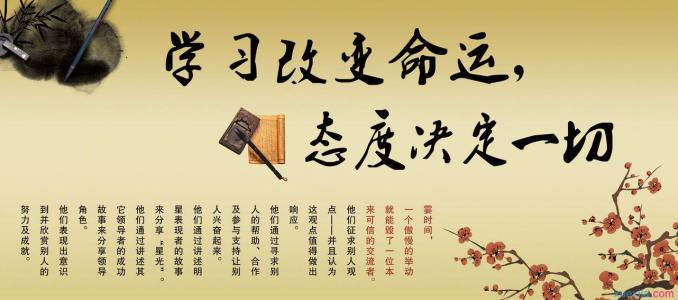 学习改变命运，
态度决定一切
霎时间，
一个傲慢的举动
就能毁了一位本
来可信的交流者。
他们征求别人观
点——并且认为
这观点值得做出
响应。
他们通过寻求别
人的帮助、合作
及参与支持让别
人兴奋起来。
他们通过讲述明
星表现者的故事
来分享“星光”。
他们通过讲述其
它领导者的成功
故事来分享领导
角色。
他们表现出意识
到并欣赏别人的
努力及成就。